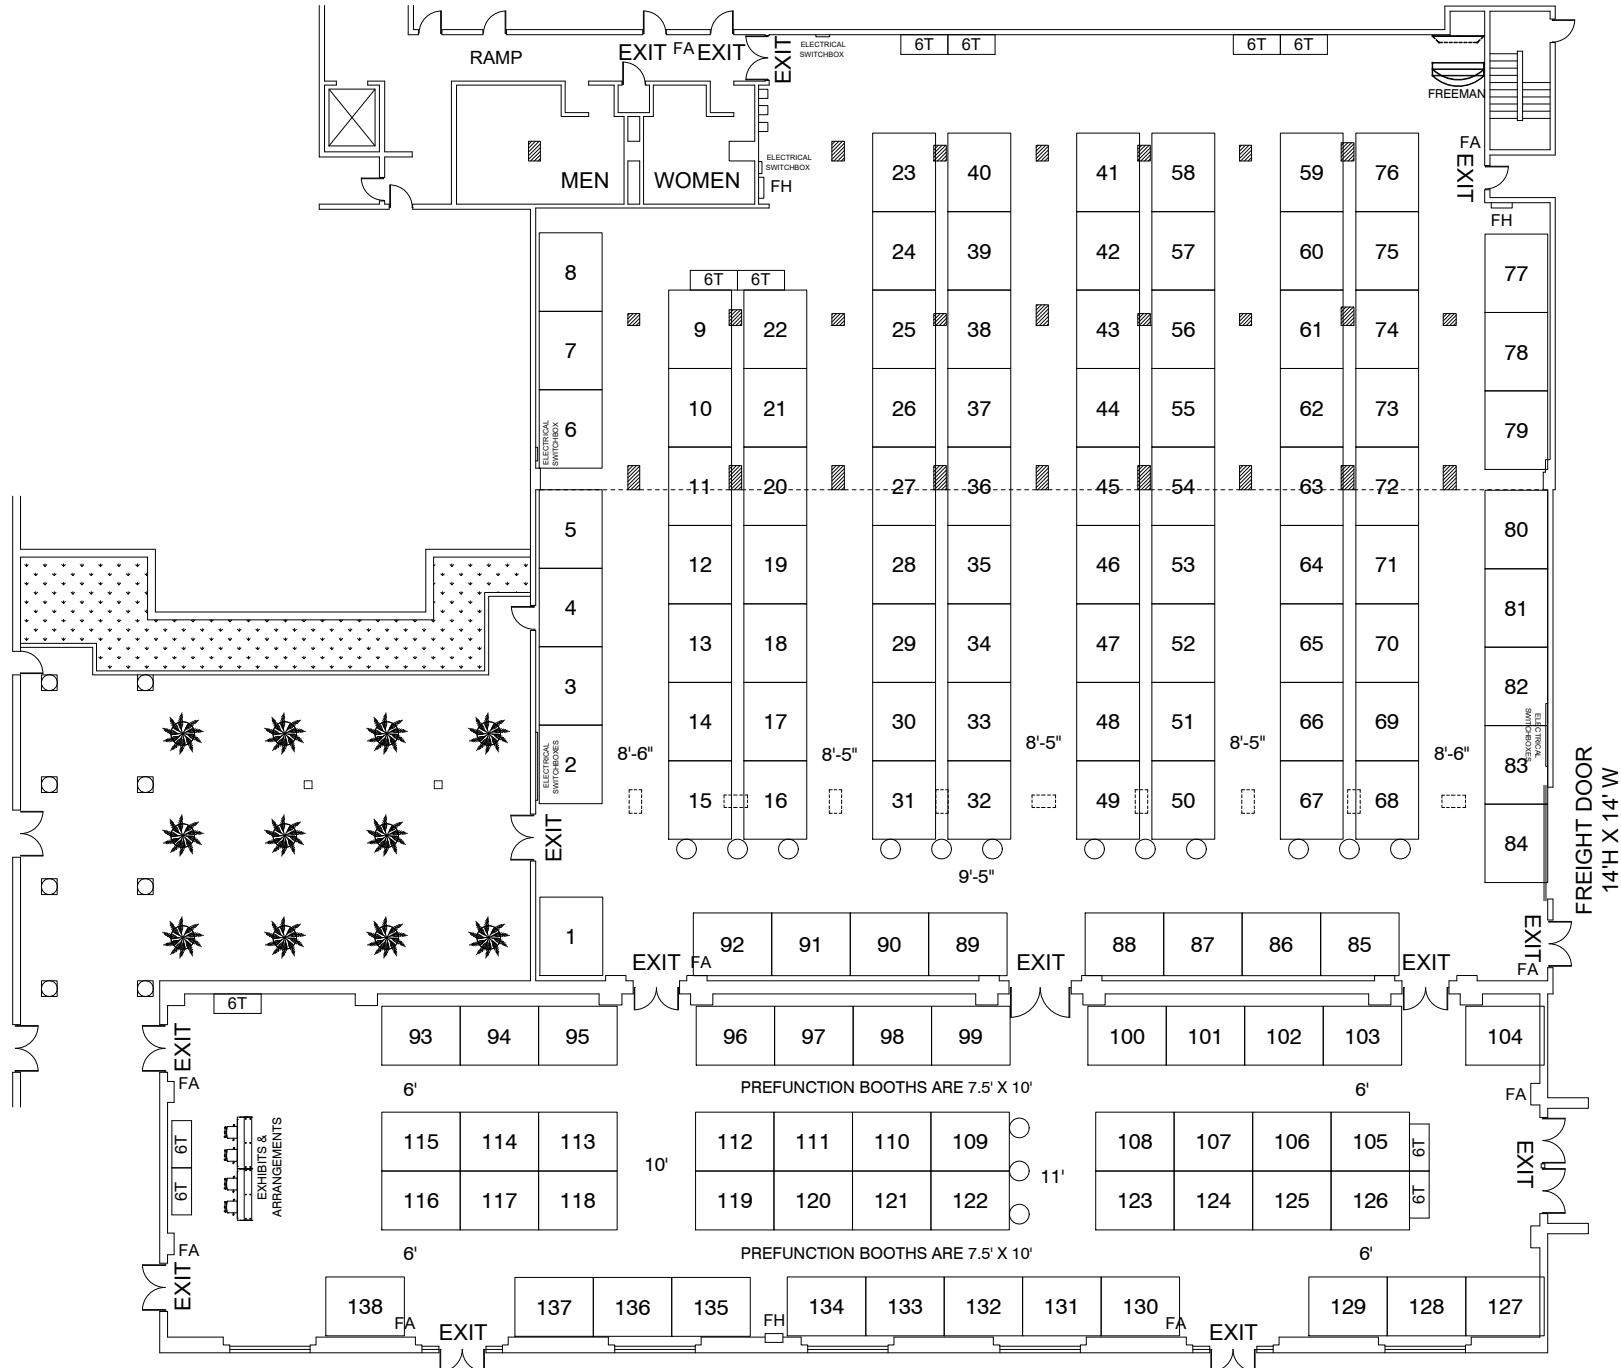 RAMP
EXIT FA EXIT
EXIT
ELECTRICAL
SWITCHBOX
6T 6T
6T 6T
FREEMAN
FA
EXIT
FH
MEN
WOMEN
ELECTRICAL
SWITCHBOX
FH
23 40 41 58 59 76
24 39 42 57 60 75
8
77
6T 6T
9 22 25 38 43 56 61 74
7
78
10 21 26 37 44 55 62 73
6
79
ELECTRICAL
SWITCHBOX
11 20 27 36 45 54 63 72
5
80
12 19 28 35 46 53 64 71
4
81
13 18 29 34 47 52 65 70
3
82
14 17 30 33 48 51 66 69
2
83
ELECTRICAL
SWITCHBOXES
ELECTRICAL
SWITCHBOXES
8'-6" 8'-5" 8'-5" 8'-5" 8'-6"
15 16 31 32 49 50 67 68
84
FREIGHT DOOR
14'H X 14' W
EXIT
9'-5"
1
92 91 90 89 88 87 86 85
EXIT
FA
EXIT FA
EXIT
EXIT
6T
93 94 95 96 97 98 99 100 101 102 103 104
EXIT
FA
6' PREFUNCTION BOOTHS ARE 7.5' X 10' 6'
FA
115 114 113 112 111 110 109 108 107 106 105
6T
6T
6T
6T
EXHIBITS &
ARRANGEMENTS
10'
11'
EXIT
116 117 118 119 120 121 122 123 124 125 126
6' PREFUNCTION BOOTHS ARE 7.5' X 10' 6'
FA
EXIT
138 137 136 135 134 133 132 131 130 129 128 127
FA
FH
FA
EXIT
EXIT